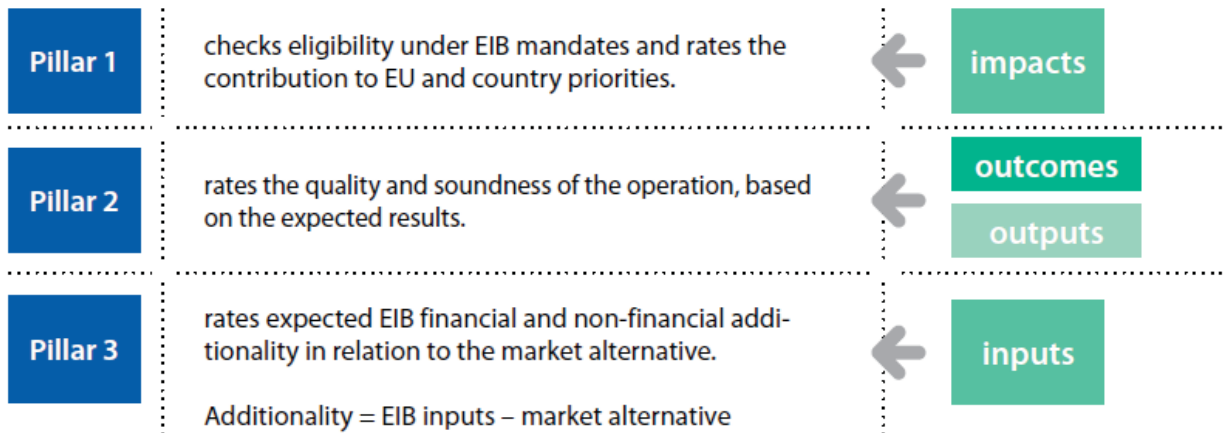 Pillar 1
checks eligibility under EIB mandates and rates the
contribution to EU and country priorities.
impacts
Pillar 2
rates the quality and soundness of the operation, based
on the expected results.
outcomes
outputs
Pillar 3
rates expected EIB financial and non-financial addi-
tionality in relation to the market alternative.
Additionality = EIB inputs – market alternative
inputs